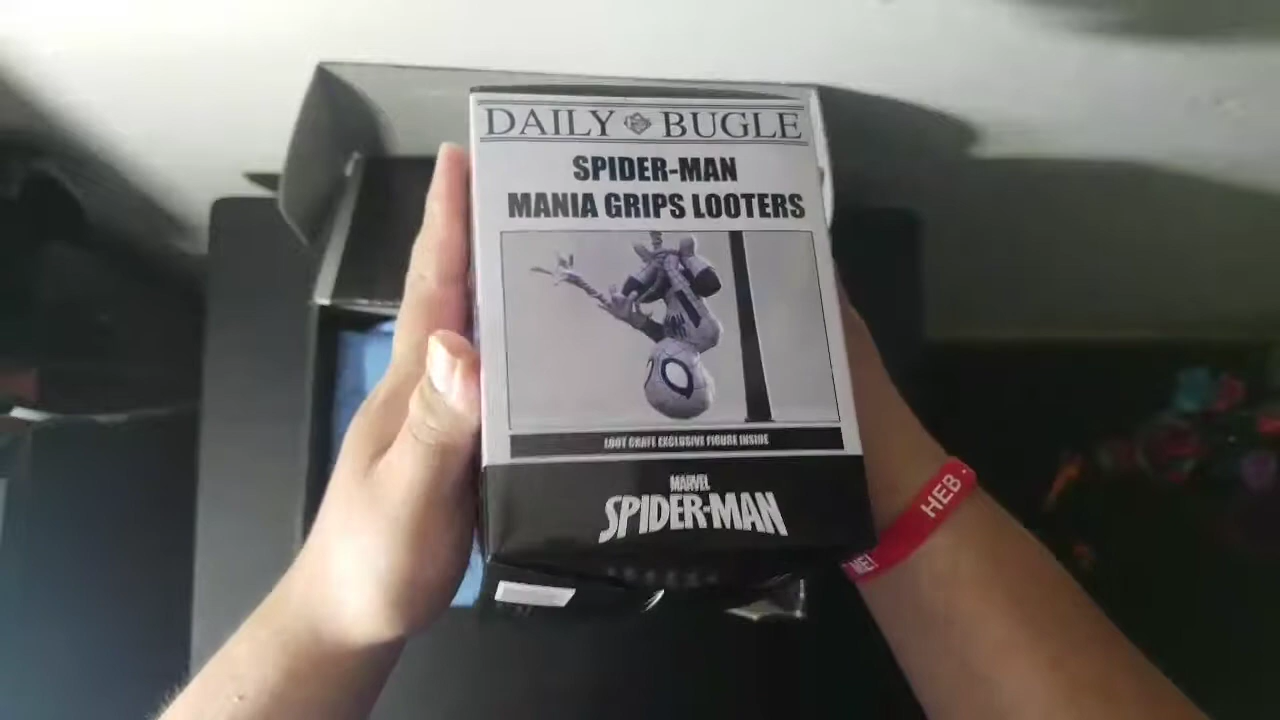 DAILY BUGLE
SPIDER-MAN
MANIA GRIPS LOOTERS
LOOT CRATE EXCLUSIVE FIGURE INSIDE
MARVEL
SPIDER-MAN
HEB
ME!